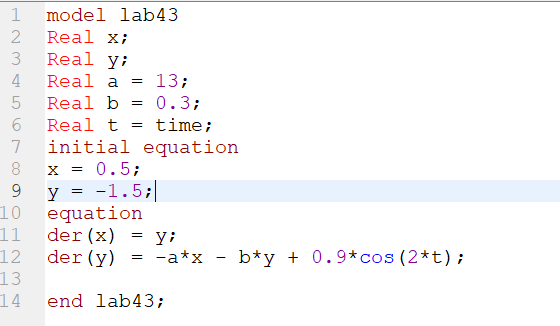 1 model lab43
2 Real x;
3 Real y;
4 Real a = 13;
5 Real b = 0.3;
6 Real t = time;
7 initial equation
8 x = 0.5;
9 y = -1.5;
10 equation
11 der(x) = y;
12 der(y) = -a*x - b*y + 0.9*cos(2*t);
13
14 end lab43;